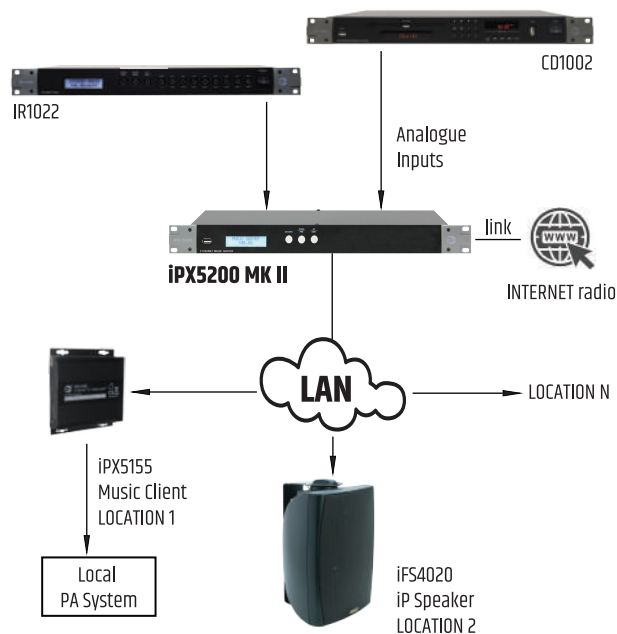 CD1002
IR1022
Analogue
Inputs
link
WWW
iPX5200 MK II
INTERNET radio
LAN
LOCATION N
iPX5155
Music Client
LOCATION 1
Local
PA System
iFS4020
iP Speaker
LOCATION 2